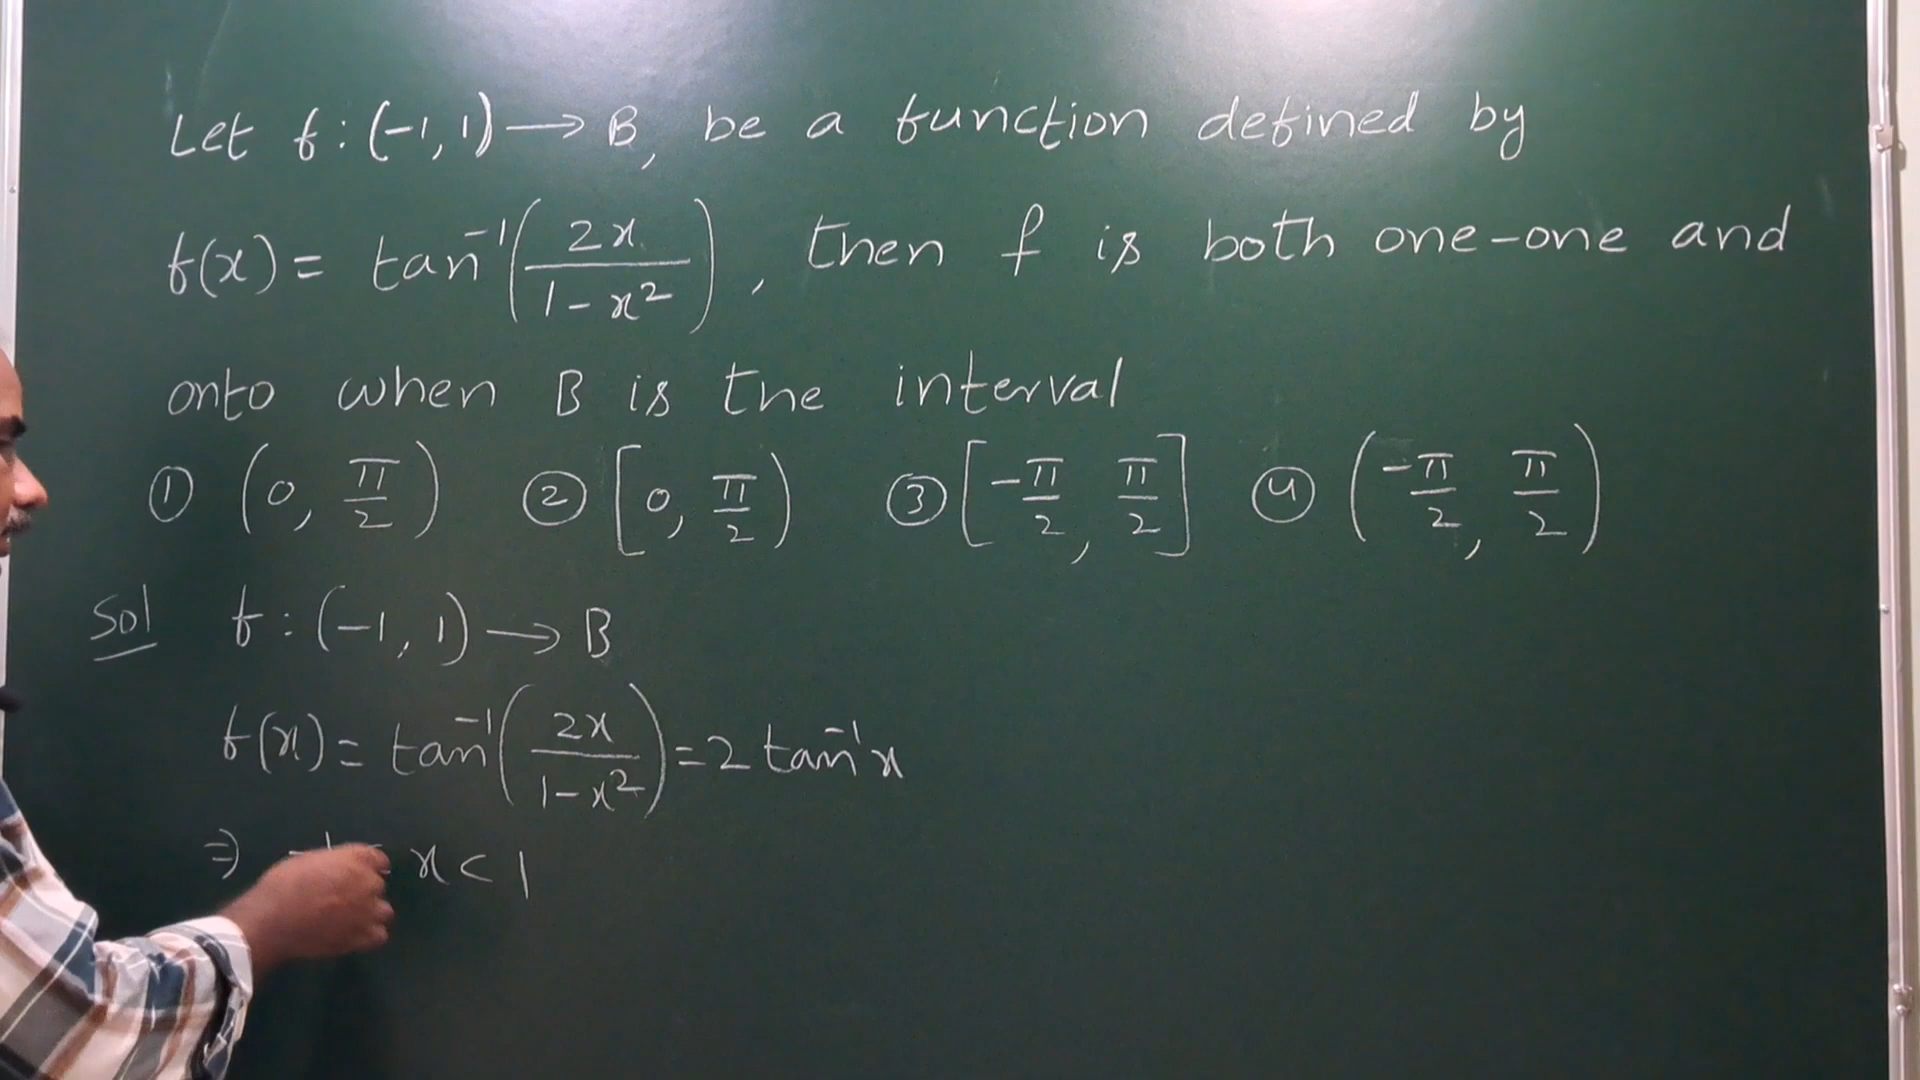 Let f : (-1, 1) → B, be a function defined by
f(x) = tan⁻¹(2x / 1 - x²), then f is both one-one and
onto when B is the interval
① (0, π/2) ② [0, π/2) ③ [-π/2, π/2] ④ (-π/2, π/2)
Sol f : (-1, 1) → B
f(x) = tan⁻¹(2x / 1 - x²) = 2 tan⁻¹x
⇒ x < 1